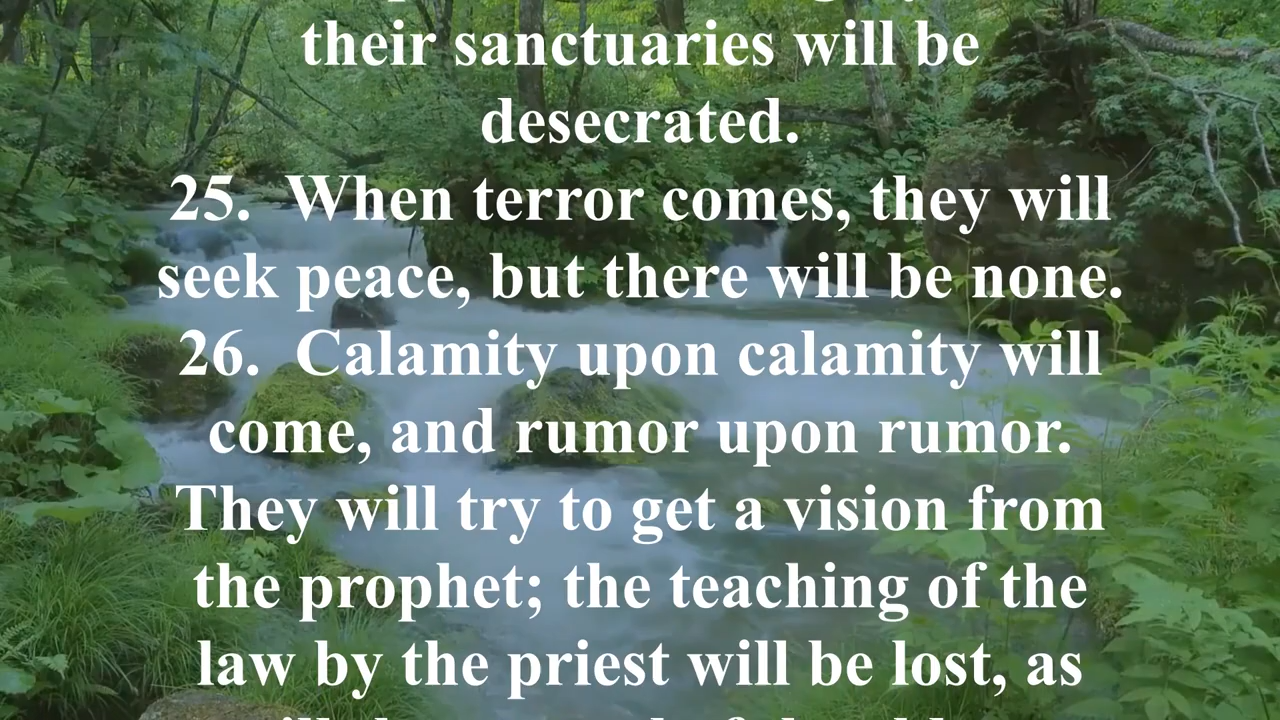 their sanctuaries will be
desecrated.
25.  When terror comes, they will
seek peace, but there will be none.
26.  Calamity upon calamity will
come, and rumor upon rumor.
They will try to get a vision from
the prophet; the teaching of the
law by the priest will be lost, as